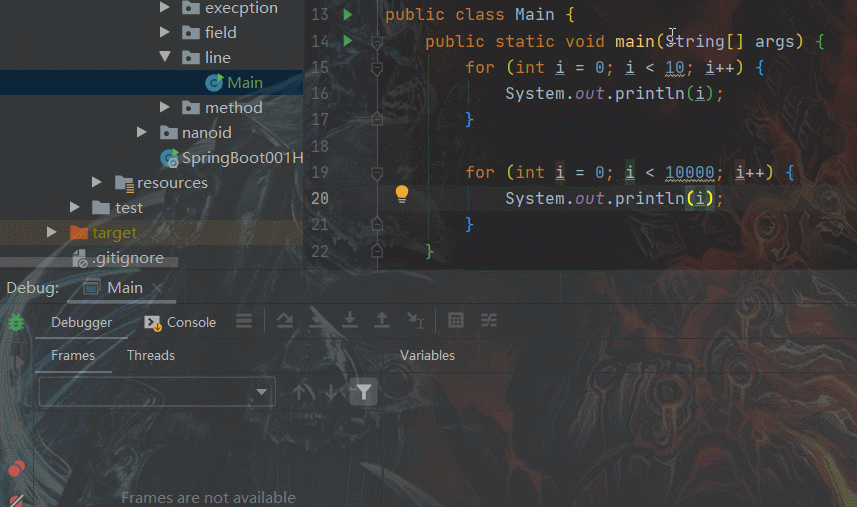 execption
field
line
Main
method
nanoid
SpringBoot001H
resources
test
target
.gitignore
13 public class Main {
14 public static void main(String[] args) {
15 for (int i = 0; i < 10; i++) {
16 System.out.println(i);
17 }
18
19 for (int i = 0; i < 10000; i++) {
20 System.out.println(i);
21 }
22 }
Debug: Main
Debugger Console
Frames Threads Variables
Frames are not available